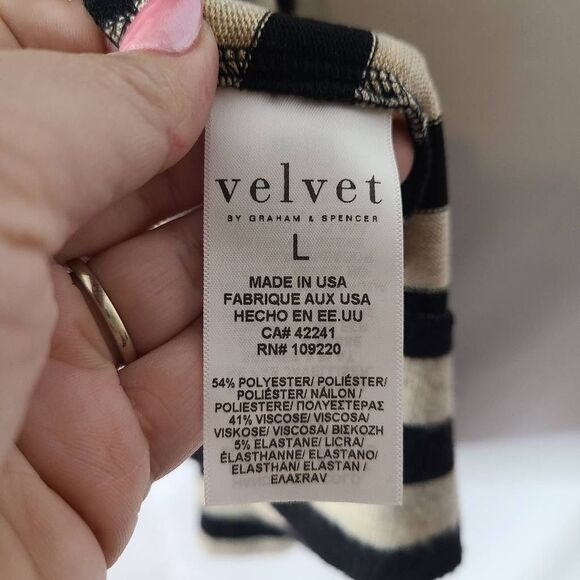 velvet
BY GRAHAM & SPENCER
L
MADE IN USA
FABRIQUE AUX USA
HECHO EN EE.UU
CA# 42241
RN# 109220
54% POLYESTER/ POLIÉSTER/
POLIÉSTER/ NÁILON /
POLIESTERE/ ΠΟΛΥΕΣΤΕΡΑΣ
41% VISCOSE/ VISCOSA/
VISKOSE/ VISCOSA/ ΒΙΣΚΟΖΗ
5% ELASTANE/ LICRA/
ÉLASTHANNE/ ELASTANO/
ELASTHAN/ ELASTAN /
ΕΛΑΣΡAV